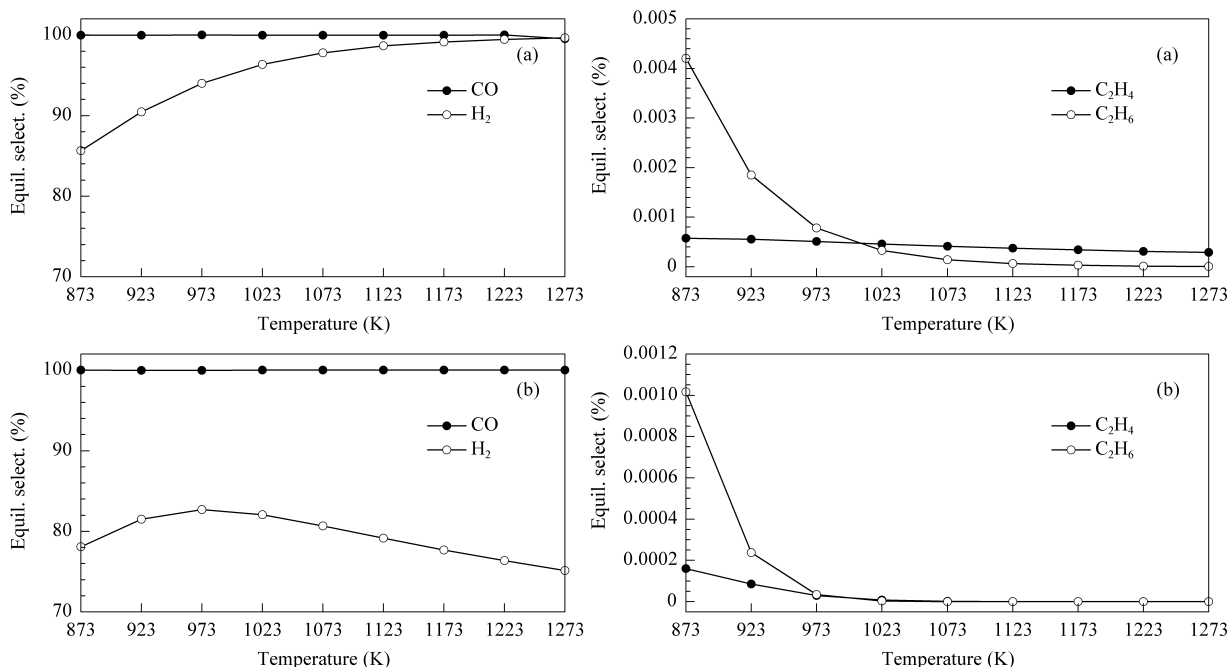 100
90
80
70
Equil. select. (%)
(a)
CO
H₂
873 923 973 1023 1073 1123 1173 1223 1273
Temperature (K)
0.005
0.004
0.003
0.002
0.001
0
Equil. select. (%)
(a)
C₂H₄
C₂H₆
873 923 973 1023 1073 1123 1173 1223 1273
Temperature (K)
100
90
80
70
Equil. select. (%)
(b)
CO
H₂
873 923 973 1023 1073 1123 1173 1223 1273
Temperature (K)
0.0012
0.0010
0.0008
0.0006
0.0004
0.0002
0
Equil. select. (%)
(b)
C₂H₄
C₂H₆
873 923 973 1023 1073 1123 1173 1223 1273
Temperature (K)